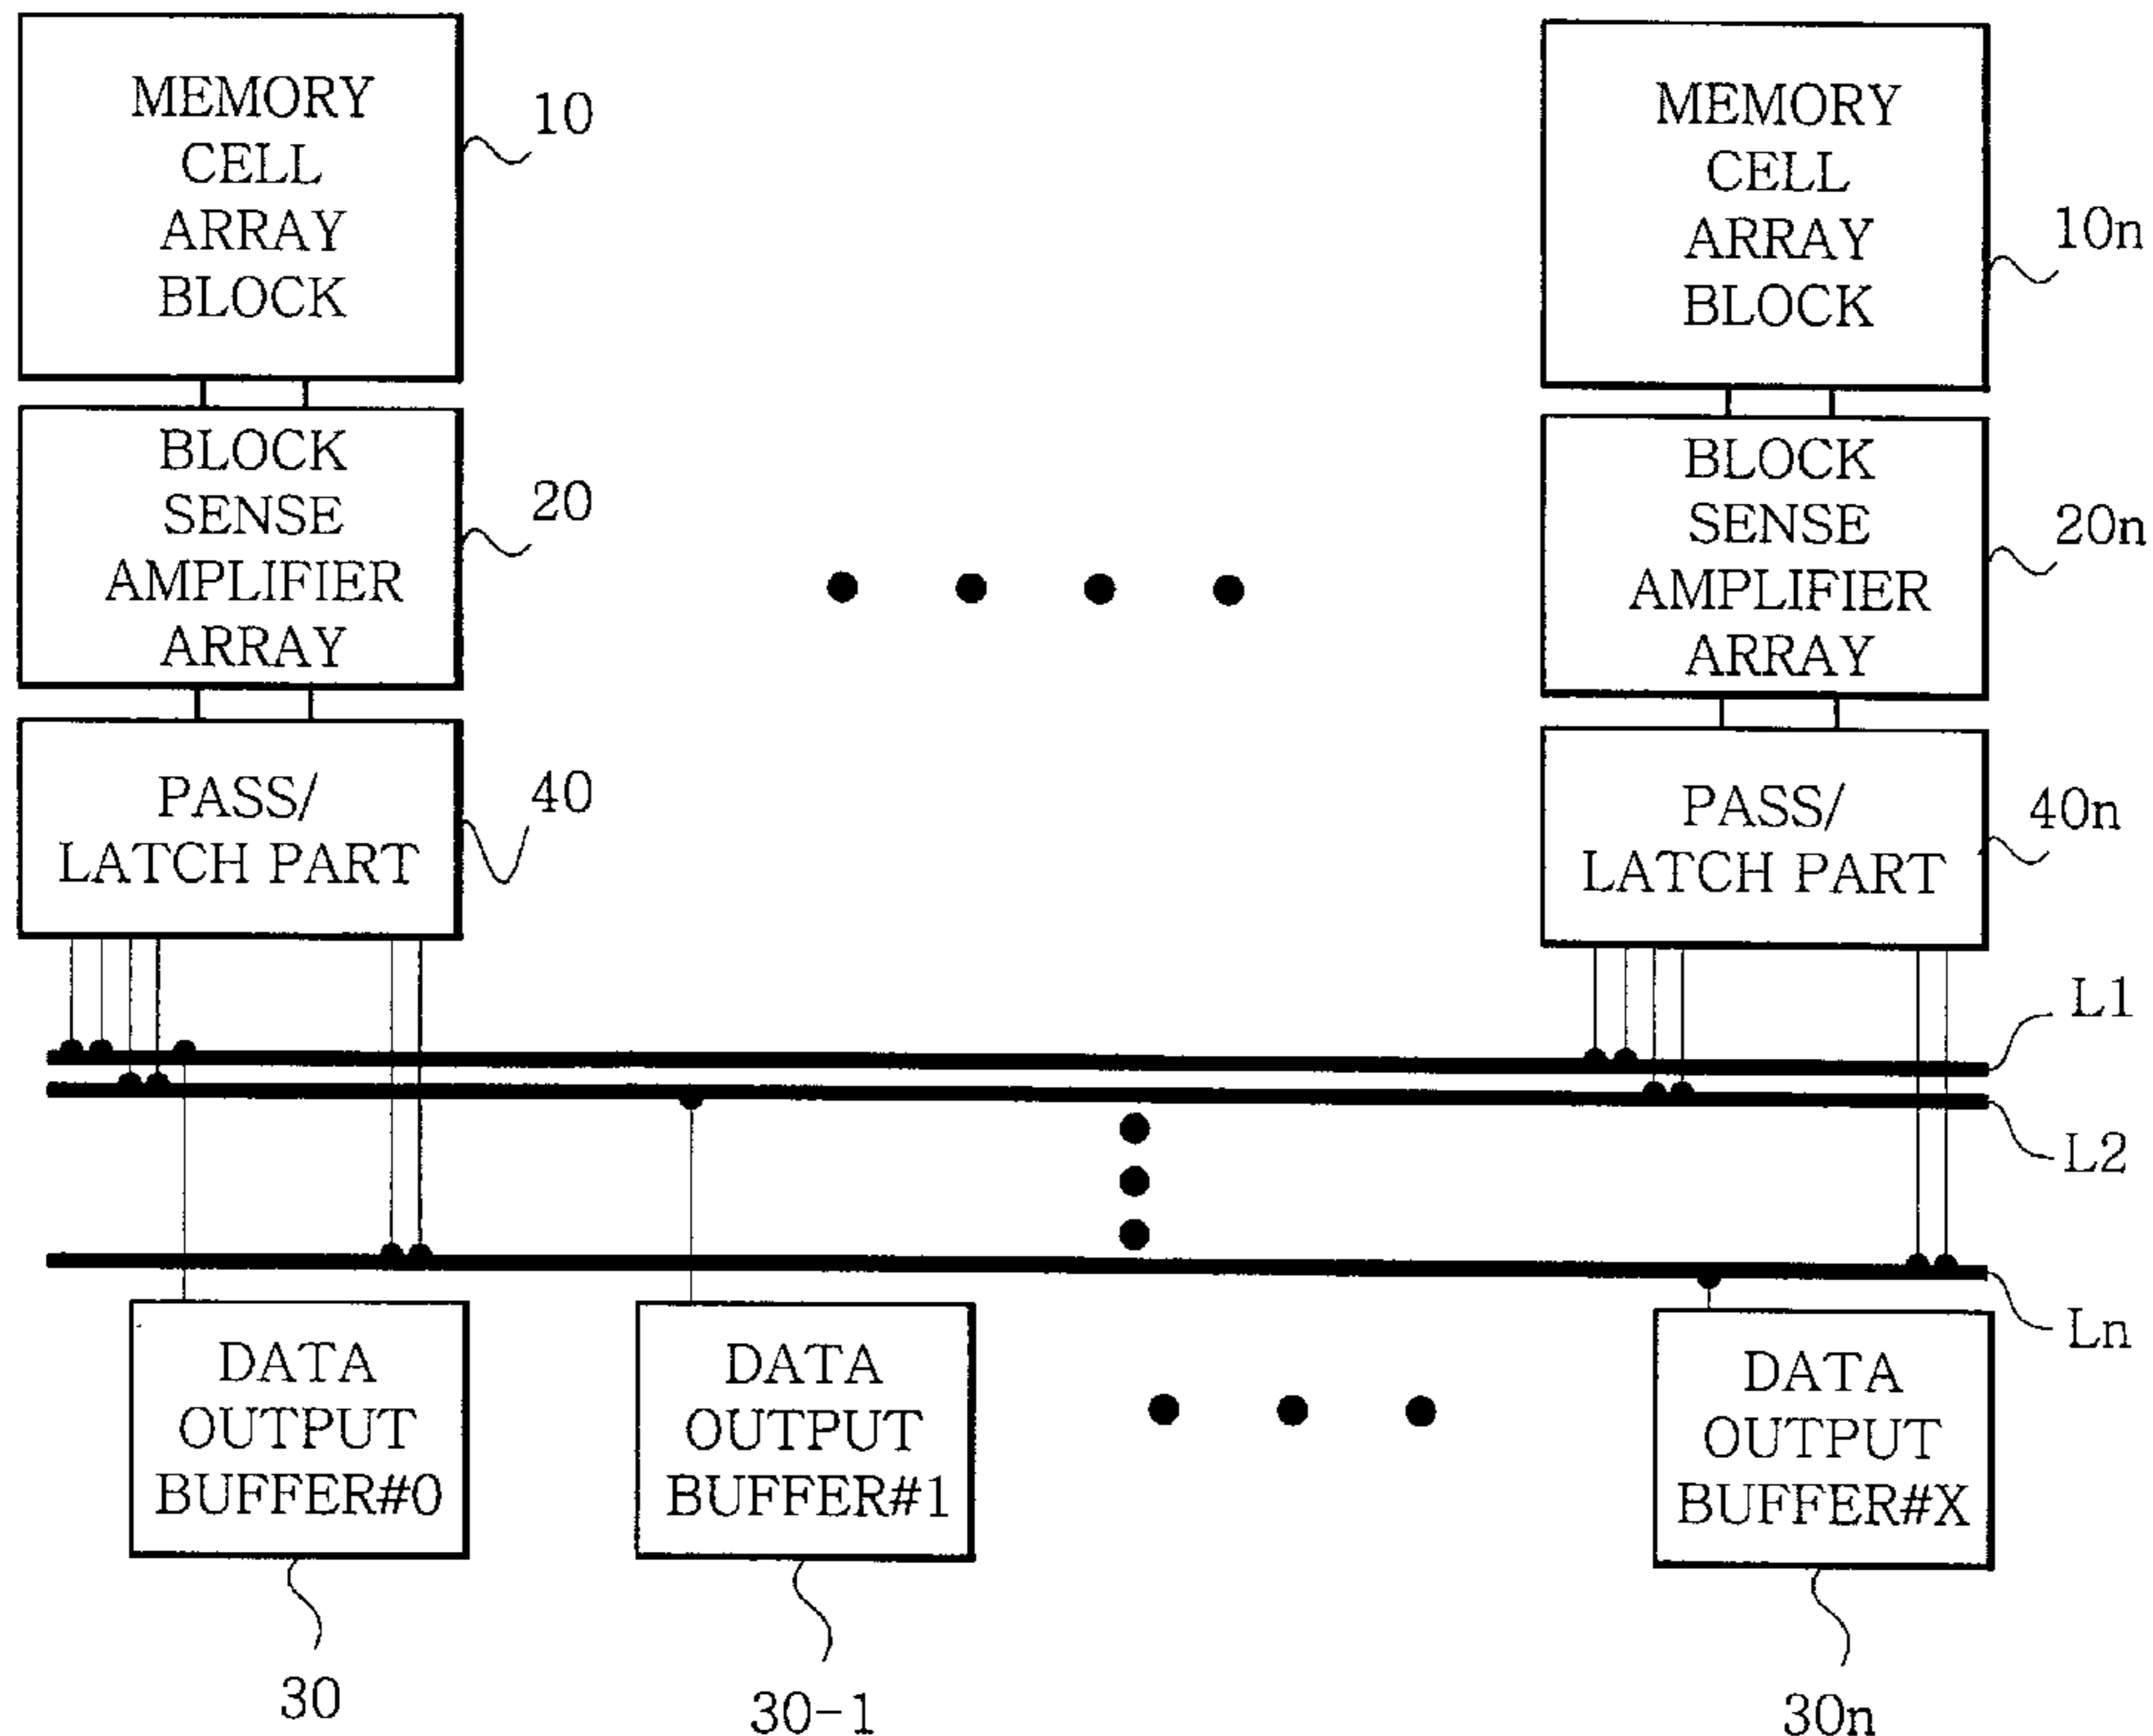 MEMORY
CELL
ARRAY
BLOCK
10
MEMORY
CELL
ARRAY
BLOCK
10n
BLOCK
SENSE
AMPLIFIER
ARRAY
20
BLOCK
SENSE
AMPLIFIER
ARRAY
20n
PASS/
LATCH PART
40
PASS/
LATCH PART
40n
L1
L2
Ln
DATA
OUTPUT
BUFFER#0
30
DATA
OUTPUT
BUFFER#1
30-1
DATA
OUTPUT
BUFFER#X
30n